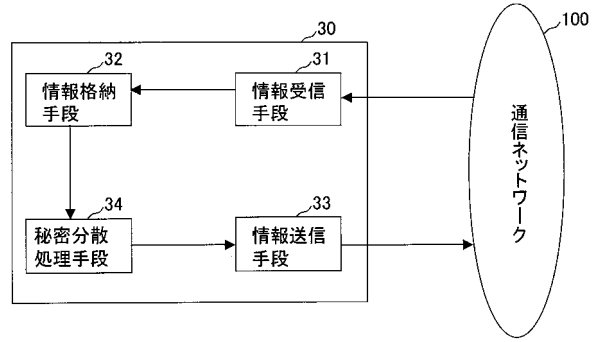 30
100
32
情報格納
手段
31
情報受信
手段
34
秘密分散
処理手段
33
情報送信
手段
通信ネットワーク